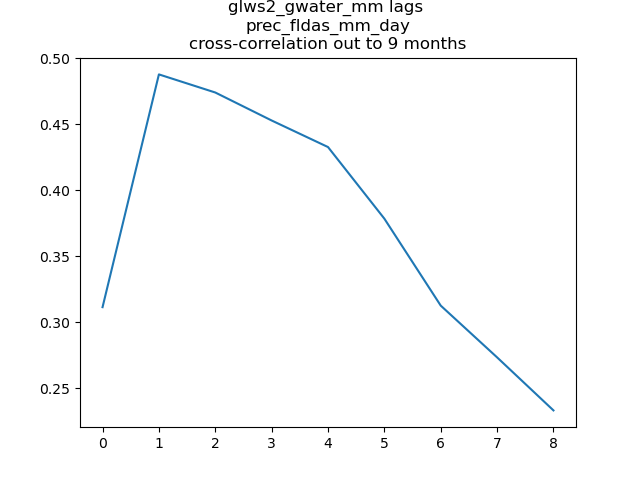 glws2_gwater_mm lags
prec_fldas_mm_day
cross-correlation out to 9 months
0.50
0.45
0.40
0.35
0.30
0.25
0 1 2 3 4 5 6 7 8